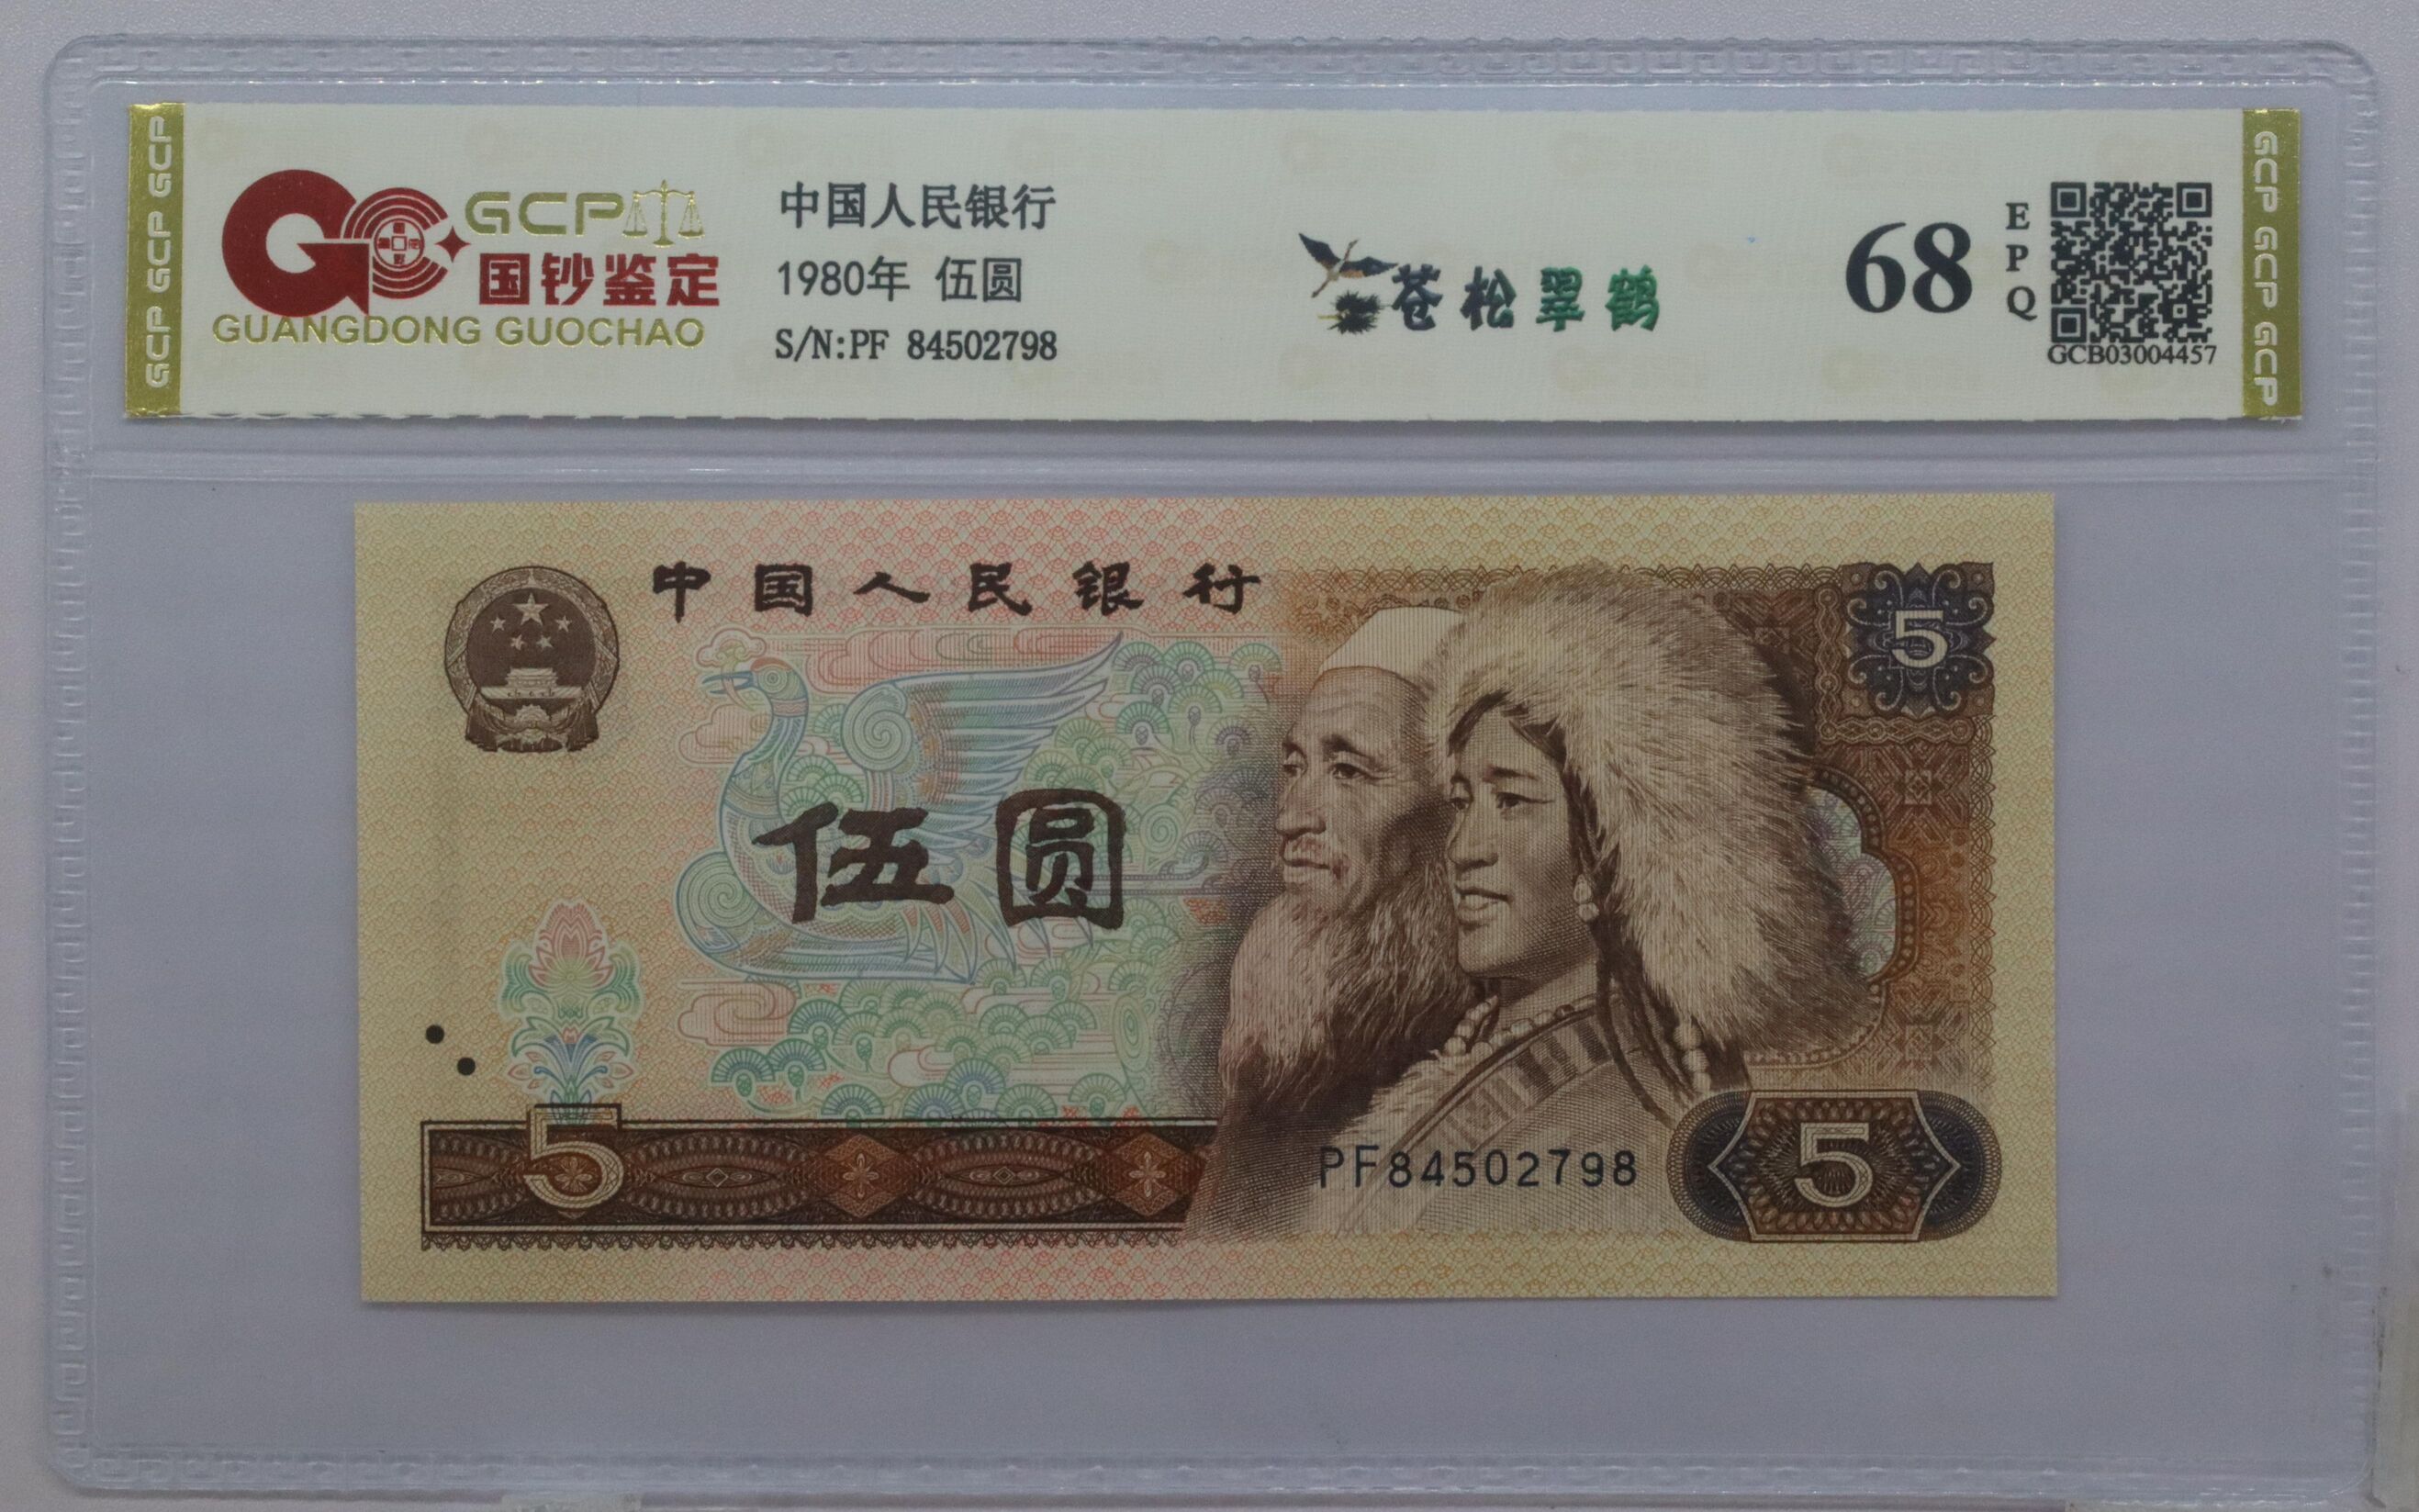 GCP GCP GCP
GCP
国钞鉴定
GUANGDONG GUOCHAO
中国人民银行
1980年 伍圆
S/N:PF 84502798
苍松翠鹤
68
EPQ
GCB03004457
GCP GCP GCP
中国人民银行
5
伍圆
5
PF84502798
5